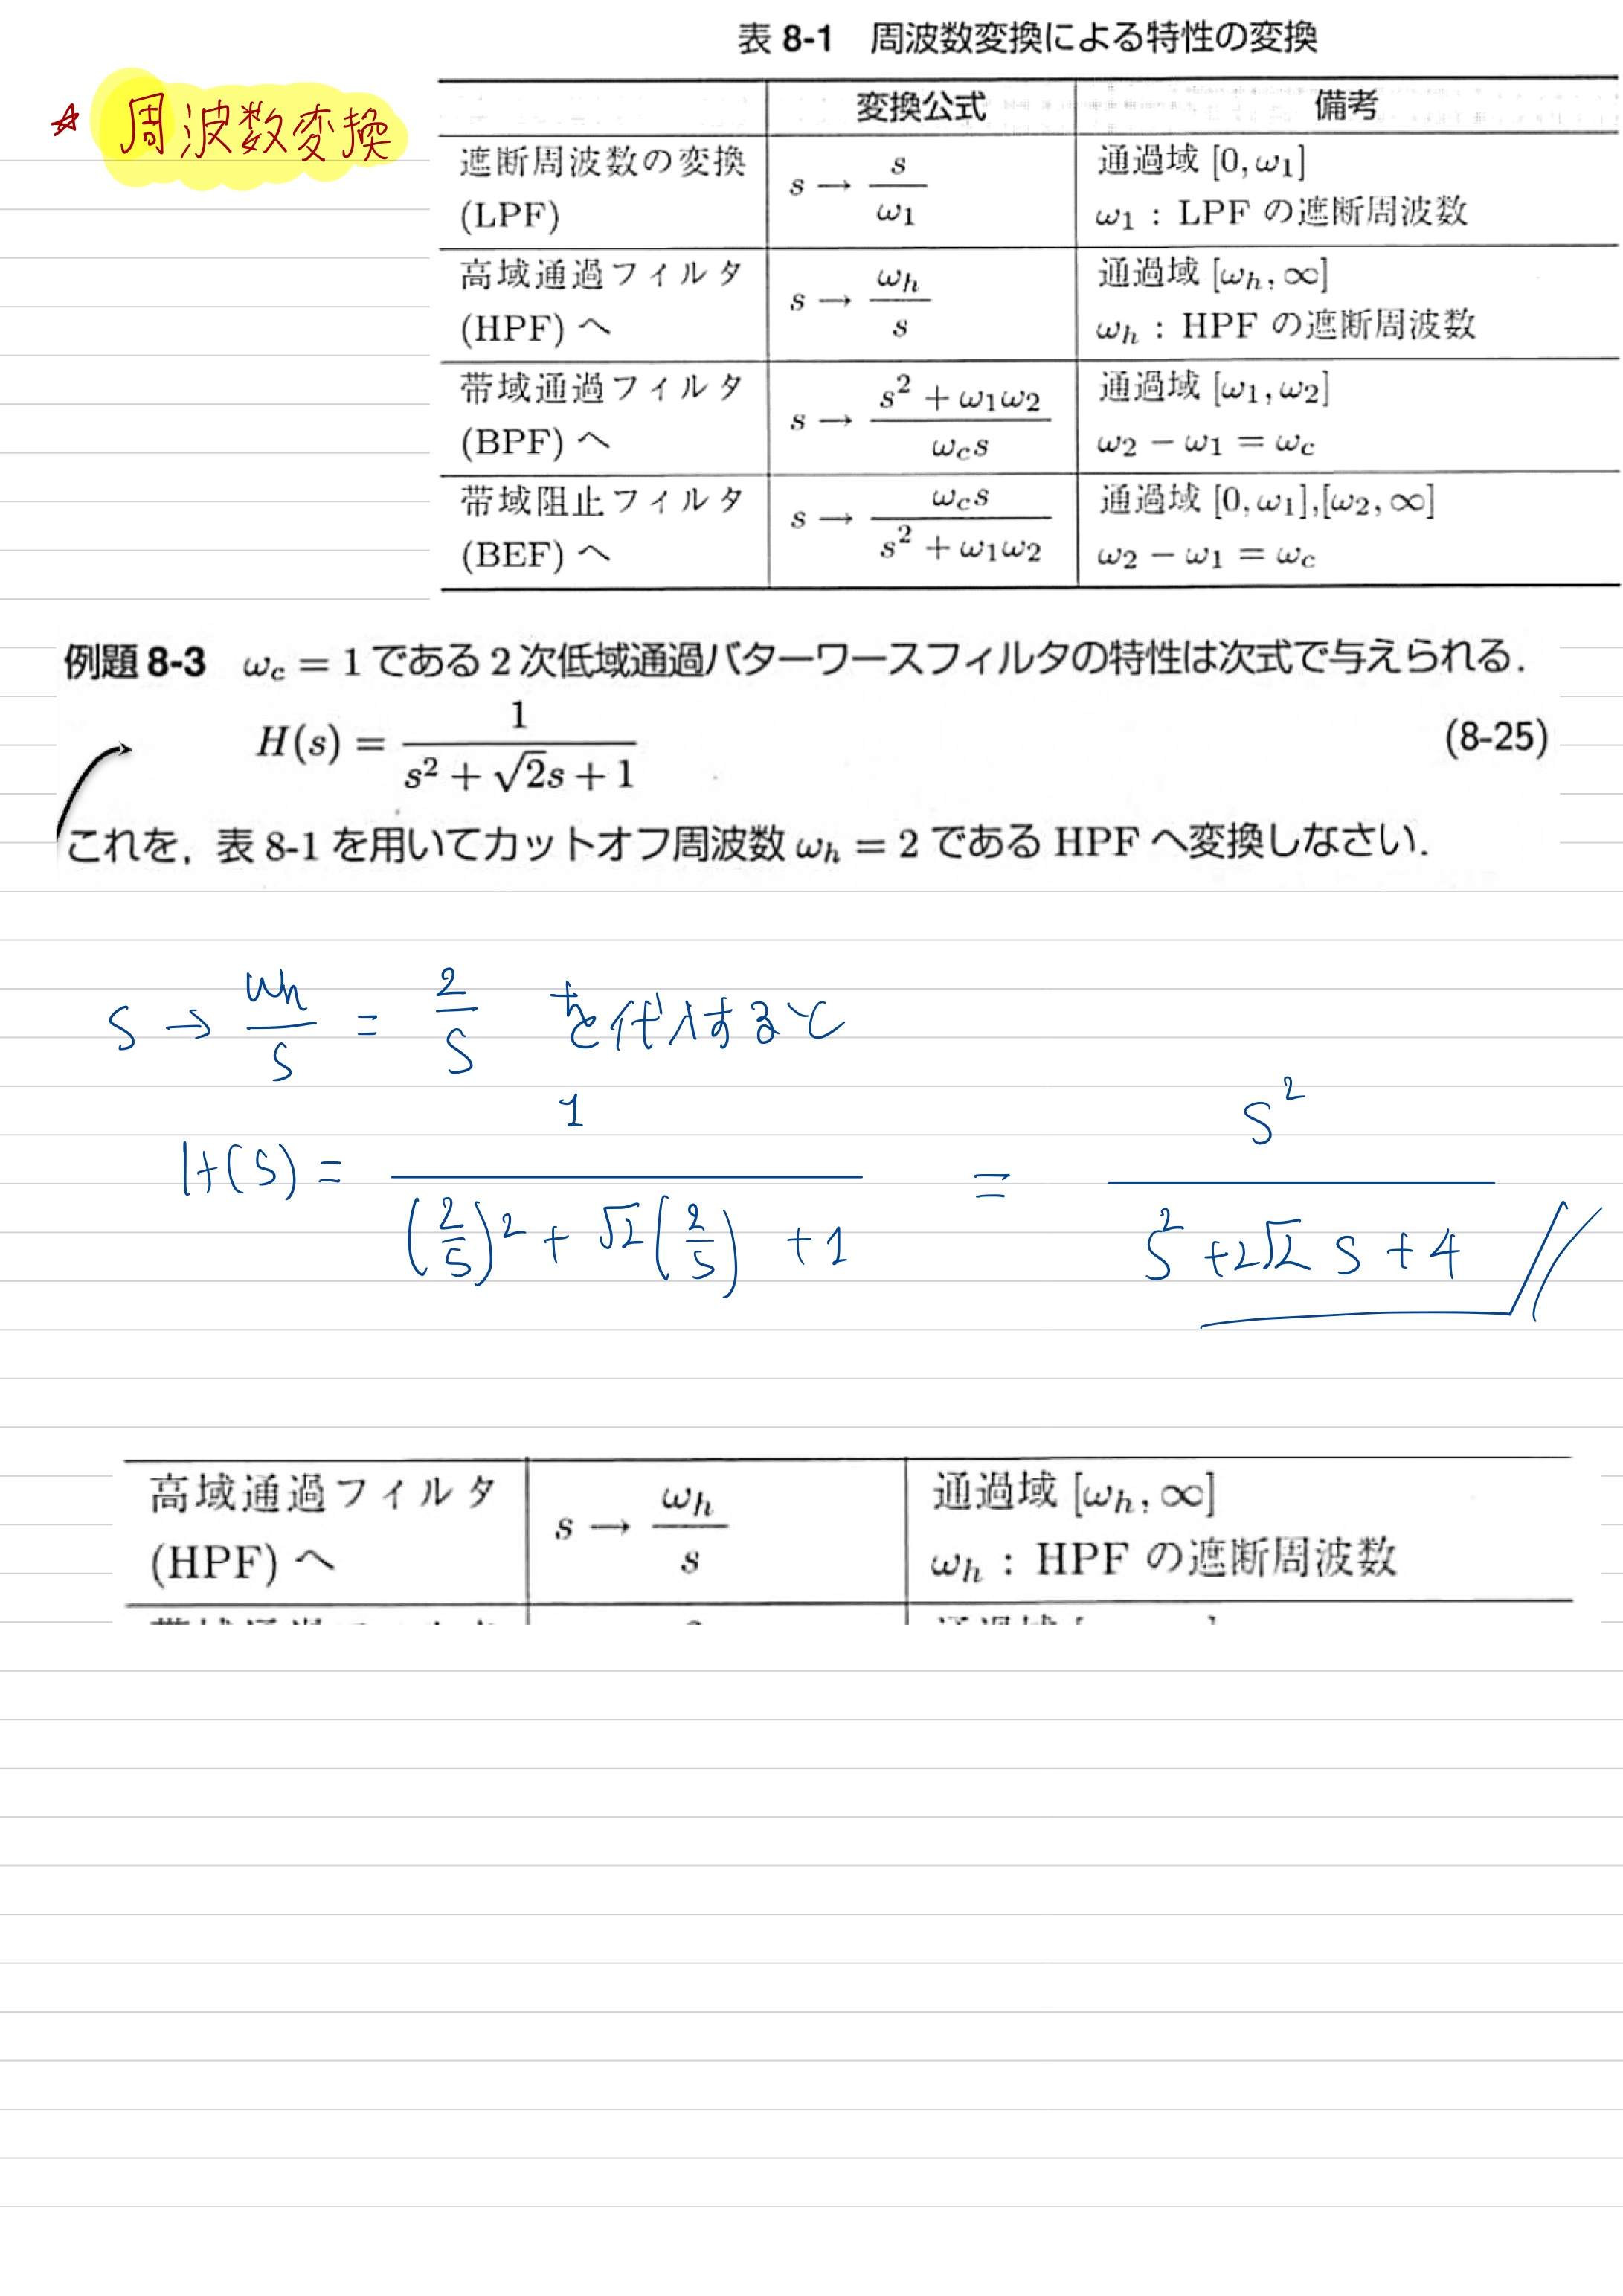 表 8-1 周波数変換による特性の変換
☆ 周波数変換
変換公式 備考
遮断周波数の変換 (LPF) s → s/ω₁ 通過域 [0, ω₁]
ω₁ : LPF の遮断周波数
高域通過フィルタ (HPF) へ s → ωₕ/s 通過域 [ωₕ, ∞]
ωₕ : HPF の遮断周波数
帯域通過フィルタ (BPF) へ s → (s² + ω₁ω₂)/(ω_c s) 通過域 [ω₁, ω₂]
ω₂ − ω₁ = ω_c
帯域阻止フィルタ (BEF) へ s → (ω_c s)/(s² + ω₁ω₂) 通過域 [0, ω₁],[ω₂, ∞]
ω₂ − ω₁ = ω_c
例題 8-3 ω_c = 1 である 2 次低域通過バターワースフィルタの特性は次式で与えられる.
H(s) = 1/(s² + √2s + 1) (8-25)
これを, 表 8-1 を用いてカットオフ周波数 ωₕ = 2 である HPF へ変換しなさい.
s → ωh/s = 2/s を代入すると
H(s) = 1/((2/s)² + √2(2/s) + 1) = s²/(s² + 2√2 s + 4)
高域通過フィルタ (HPF) へ s → ωₕ/s 通過域 [ωₕ, ∞]
ωₕ : HPF の遮断周波数